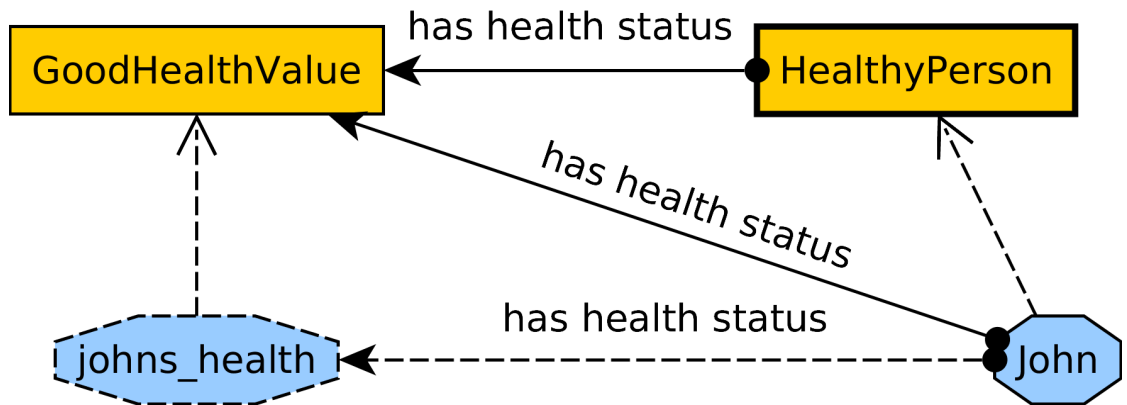 has health status
GoodHealthValue
HealthyPerson
has health status
has health status
johns_health
John